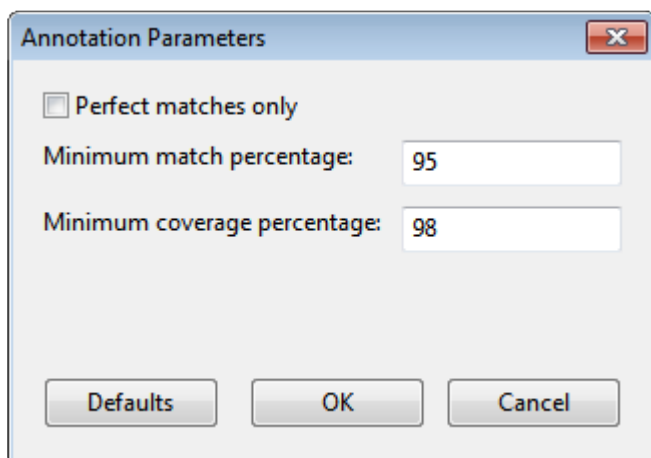 Annotation Parameters
Perfect matches only
Minimum match percentage: 95
Minimum coverage percentage: 98
Defaults OK Cancel